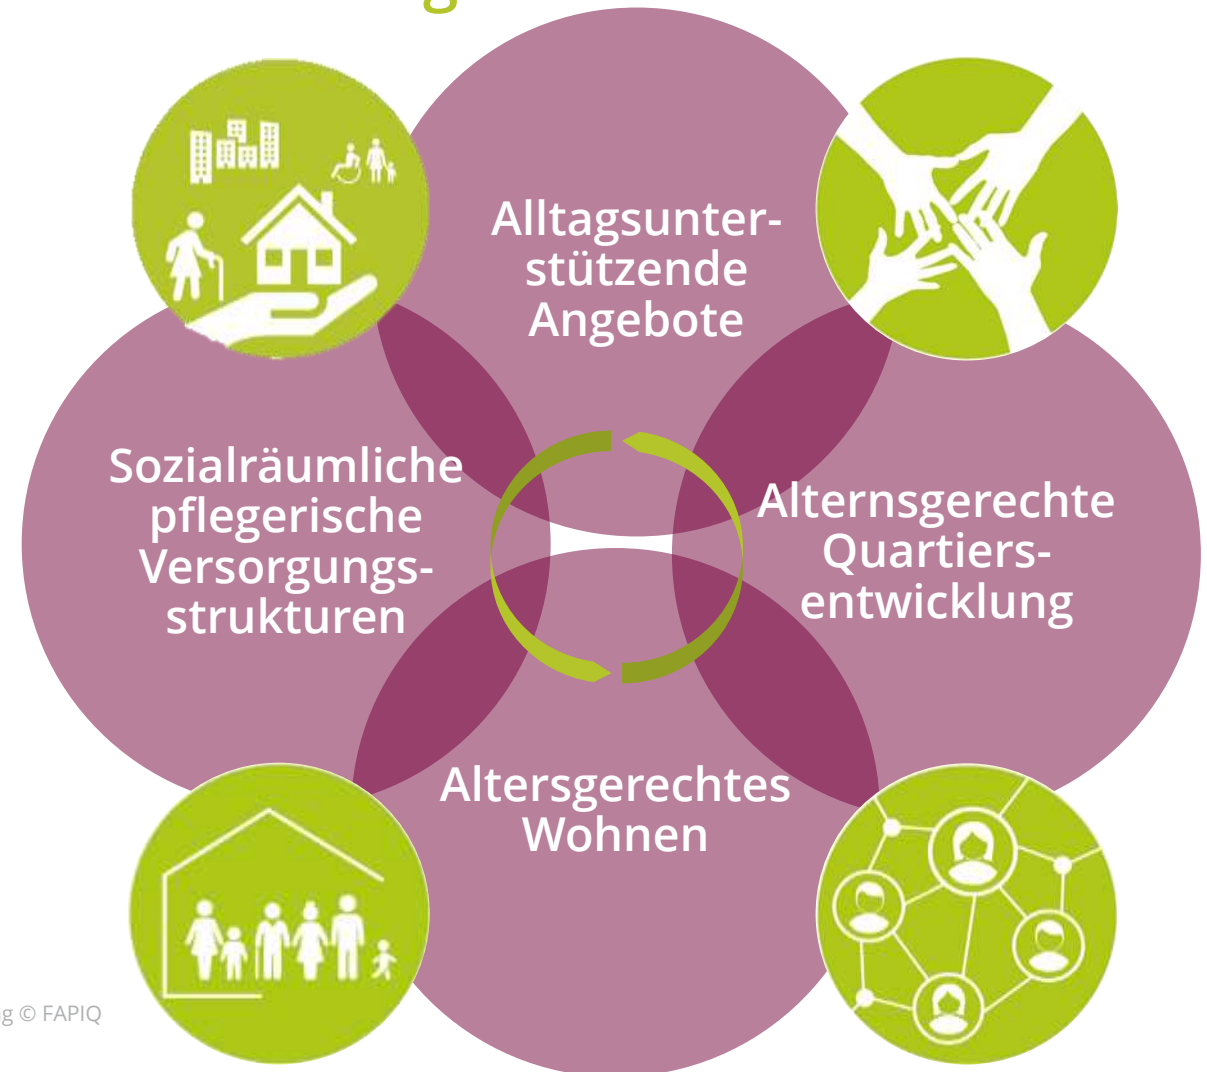 Alltagsunter-
stützende
Angebote
Sozialräumliche
pflegerische
Versorgungs-
strukturen
Alternsgerechte
Quartiers-
entwicklung
Altersgerechtes
Wohnen
© FAPIQ